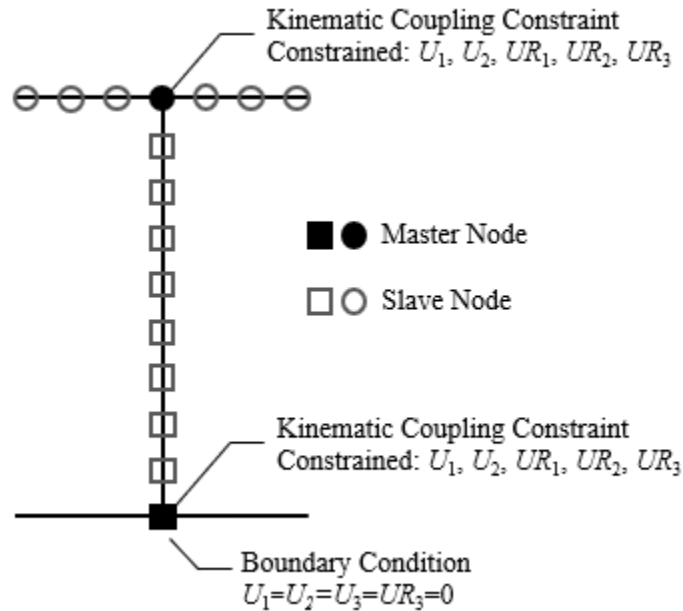 Kinematic Coupling Constraint
Constrained: U₁, U₂, UR₁, UR₂, UR₃
Master Node
Slave Node
Kinematic Coupling Constraint
Constrained: U₁, U₂, UR₁, UR₂, UR₃
Boundary Condition
U₁=U₂=U₃=UR₃=0